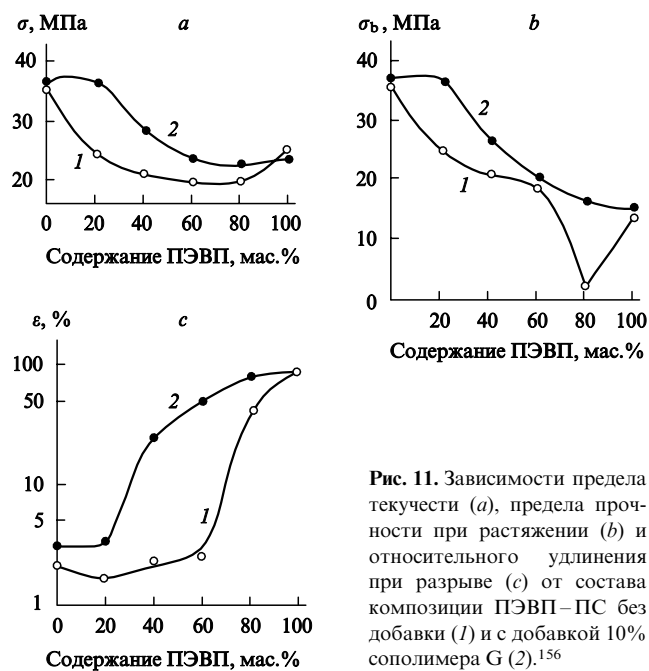 σ, МПа
a
40
30
20
2
1
0 20 40 60 80 100
Содержание ПЭВП, мас.%
σb, МПа
b
40
30
20
10
0
2
1
20 40 60 80 100
Содержание ПЭВП, мас.%
ε, %
c
100
50
10
5
1
2
1
0 20 40 60 80 100
Содержание ПЭВП, мас.%
Рис. 11. Зависимости предела
текучести (a), предела проч-
ности при растяжении (b) и
относительного удлинения
при разрыве (c) от состава
композиции ПЭВП – ПС без
добавки (1) и с добавкой 10%
сополимера G (2).156